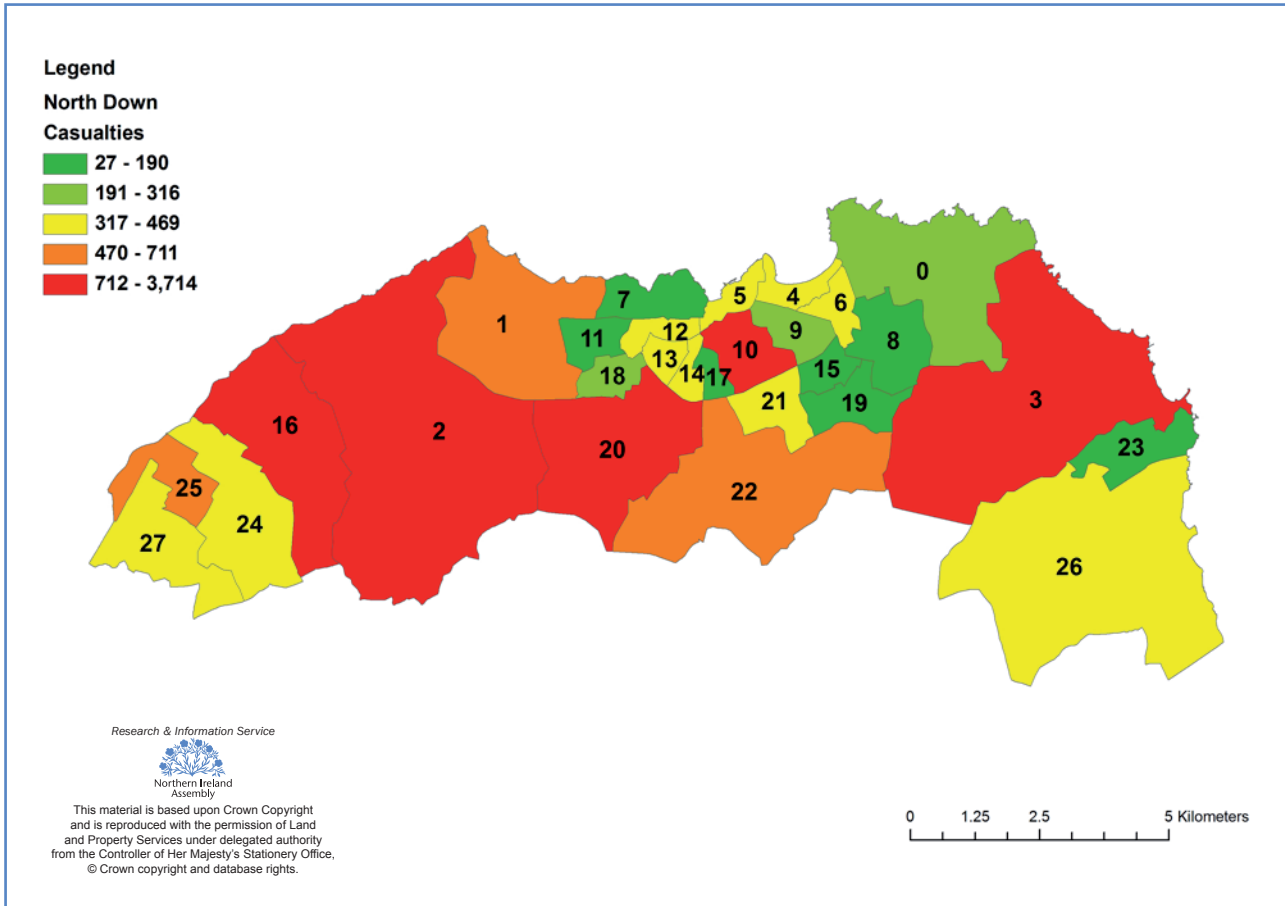 Legend
North Down
Casualties
27 - 190
191 - 316
317 - 469
470 - 711
712 - 3,714
0
1
7
5
4
6
11
12
9
8
10
13
18
14
17
15
3
2
16
21
19
20
23
22
25
24
27
26
Research & Information Service
Northern Ireland
Assembly
This material is based upon Crown Copyright
and is reproduced with the permission of Land
and Property Services under delegated authority
from the Controller of Her Majesty's Stationery Office,
© Crown copyright and database rights.
0 1.25 2.5 5 Kilometers